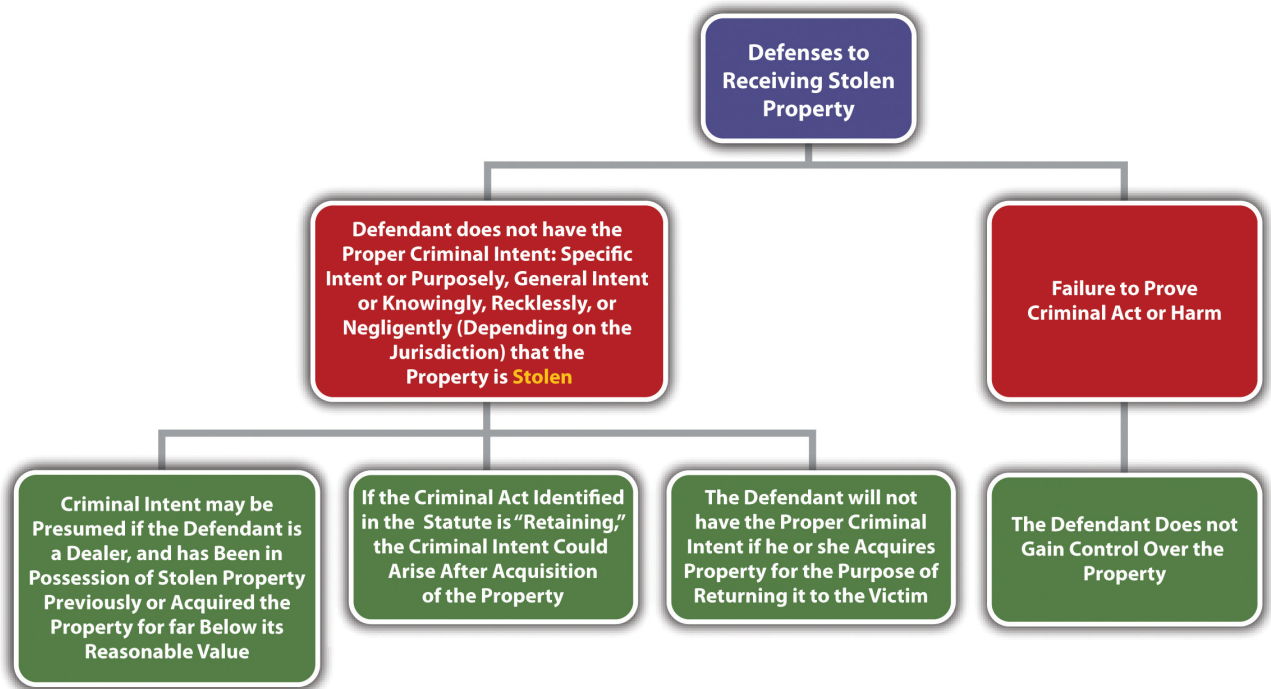 Defenses to
Receiving Stolen
Property
Defendant does not have the
Proper Criminal Intent: Specific
Intent or Purposely, General Intent
or Knowingly, Recklessly, or
Negligently (Depending on the
Jurisdiction) that the
Property is Stolen
Failure to Prove
Criminal Act or Harm
Criminal Intent may be
Presumed if the Defendant is
a Dealer, and has Been in
Possession of Stolen Property
Previously or Acquired the
Property for far Below its
Reasonable Value
If the Criminal Act Identified
in the Statute is “Retaining,”
the Criminal Intent Could
Arise After Acquisition
of the Property
The Defendant will not
have the Proper Criminal
Intent if he or she Acquires
Property for the Purpose of
Returning it to the Victim
The Defendant Does not
Gain Control Over the
Property